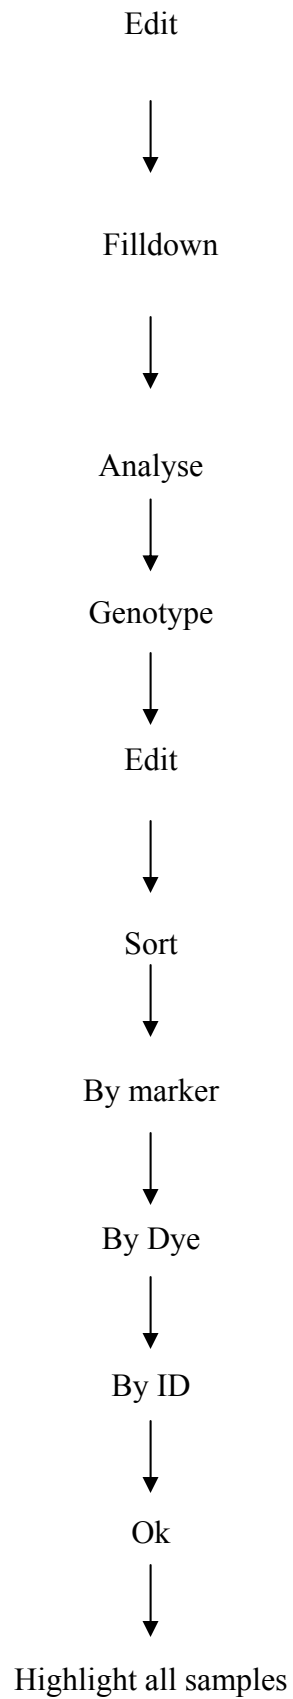 Edit
Filldown
Analyse
Genotype
Edit
Sort
By marker
By Dye
By ID
Ok
Highlight all samples